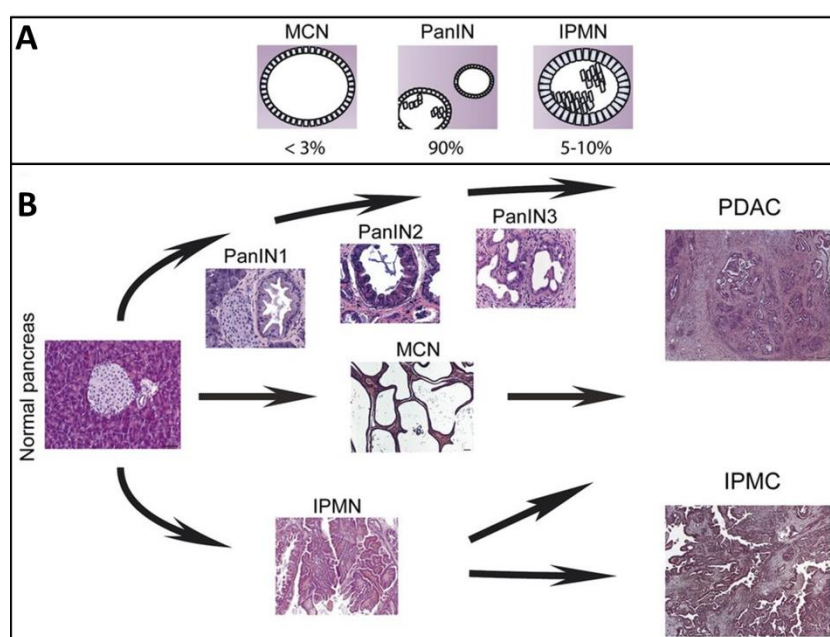 A
MCN
PanIN
IPMN
< 3%
90%
5-10%
B
PanIN1
PanIN2
PanIN3
PDAC
Normal pancreas
MCN
IPMN
IPMC